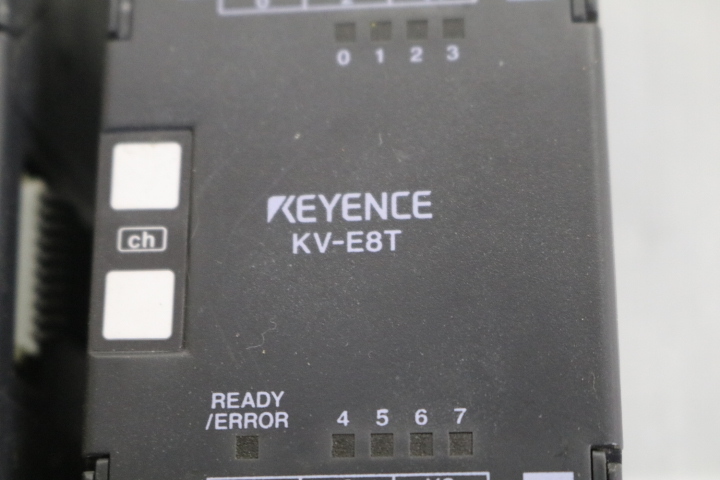 0 1 2 3
ch
KEYENCE
KV-E8T
READY
/ERROR
4 5 6 7